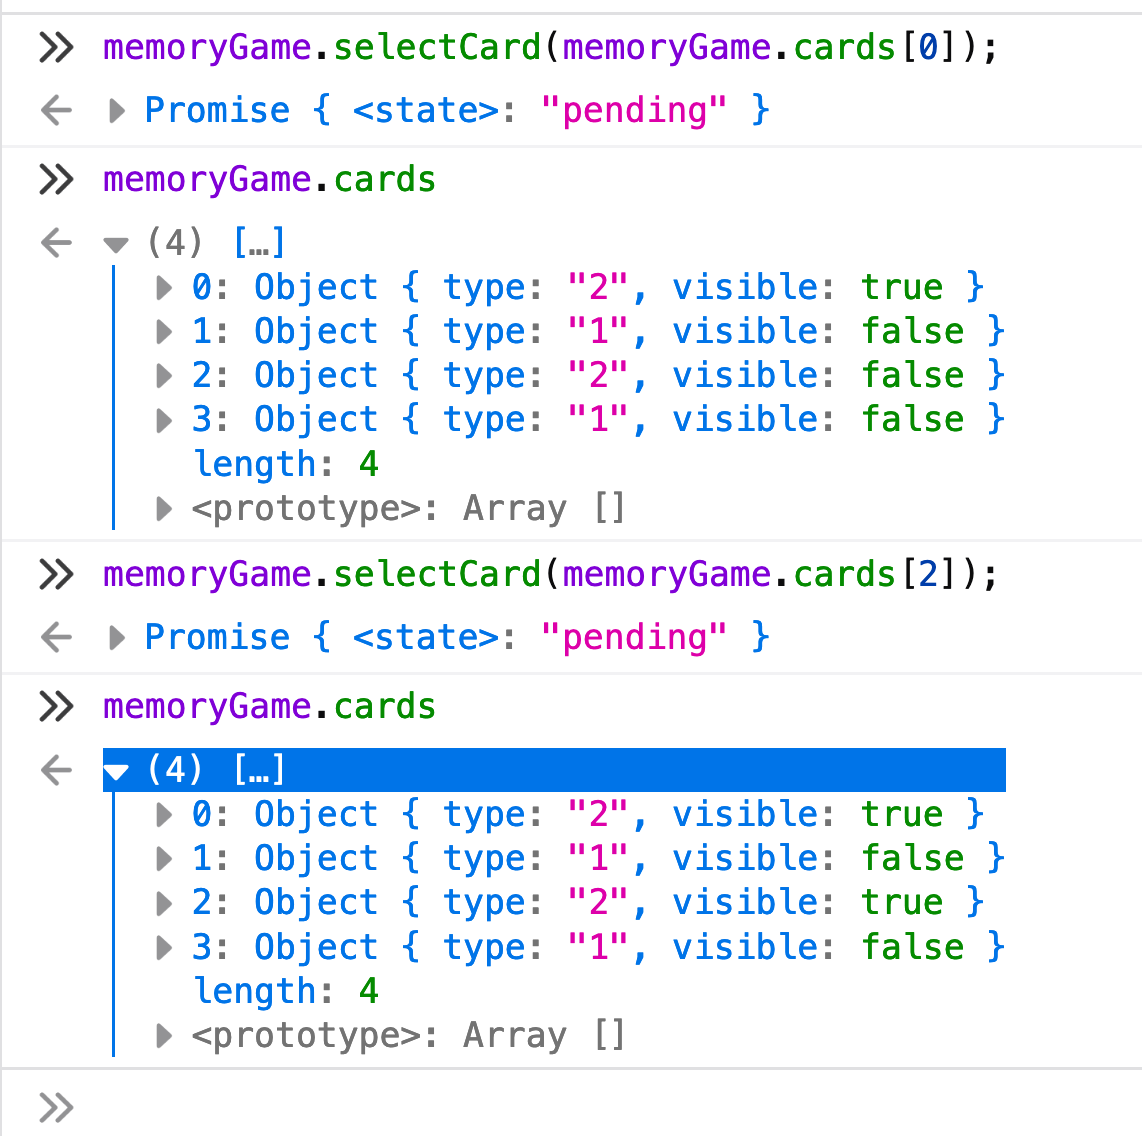 >> memoryGame.selectCard(memoryGame.cards[0]);
← ▶ Promise { <state>: "pending" }
>> memoryGame.cards
← ▼ (4) […]
▶ 0: Object { type: "2", visible: true }
▶ 1: Object { type: "1", visible: false }
▶ 2: Object { type: "2", visible: false }
▶ 3: Object { type: "1", visible: false }
length: 4
▶ <prototype>: Array []
>> memoryGame.selectCard(memoryGame.cards[2]);
← ▶ Promise { <state>: "pending" }
>> memoryGame.cards
← ▼ (4) […]
▶ 0: Object { type: "2", visible: true }
▶ 1: Object { type: "1", visible: false }
▶ 2: Object { type: "2", visible: true }
▶ 3: Object { type: "1", visible: false }
length: 4
▶ <prototype>: Array []
>>